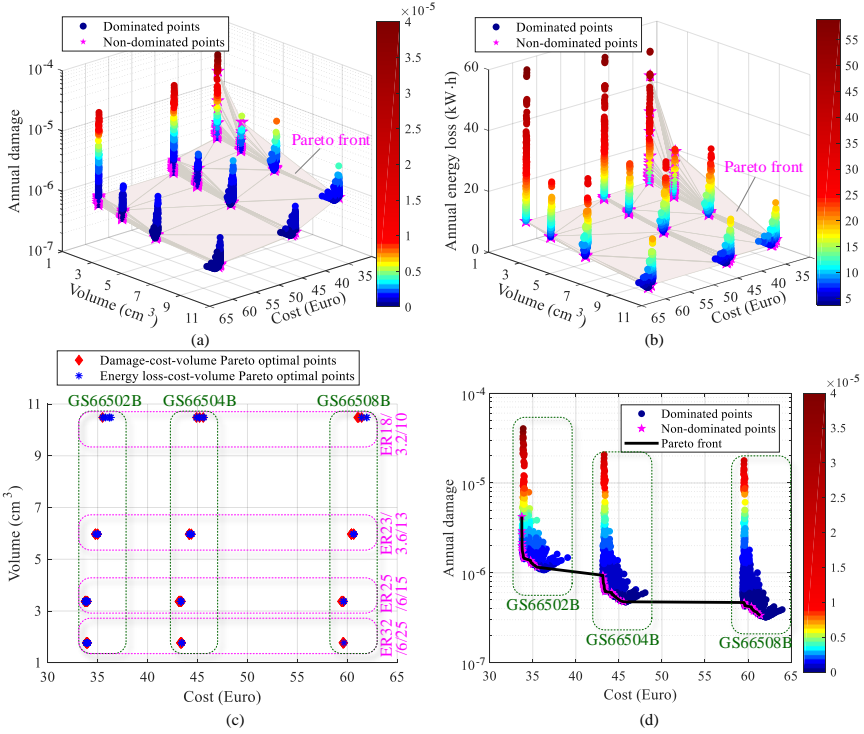 Dominated points
Non-dominated points
Annual damage
10-4
10-5
10-6
10-7
Pareto front
1
3
5
7
9
11
Volume (cm 3)
65
60
55
50
45
40
35
Cost (Euro)
×10-5
4
3.5
3
2.5
2
1.5
1
0.5
0
(a)
Dominated points
Non-dominated points
Annual energy loss (kW·h)
60
40
20
0
Pareto front
1
3
5
7
9
11
Volume (cm 3)
65
60
55
50
45
40
35
Cost (Euro)
55
50
45
40
35
30
25
20
15
10
5
(b)
Damage-cost-volume Pareto optimal points
Energy loss-cost-volume Pareto optimal points
GS66502B
GS66504B
GS66508B
ER18/
3.2/10
ER23/
3.6/13
ER25
/6/15
ER32
/6/25
Volume (cm3)
11
9
7
5
3
1
30
35
40
45
50
55
60
65
Cost (Euro)
(c)
Dominated points
Non-dominated points
Pareto front
Annual damage
10-4
10-5
10-6
10-7
GS66502B
GS66504B
GS66508B
30
35
40
45
50
55
60
65
Cost (Euro)
×10-5
4
3.5
3
2.5
2
1.5
1
0.5
0
(d)